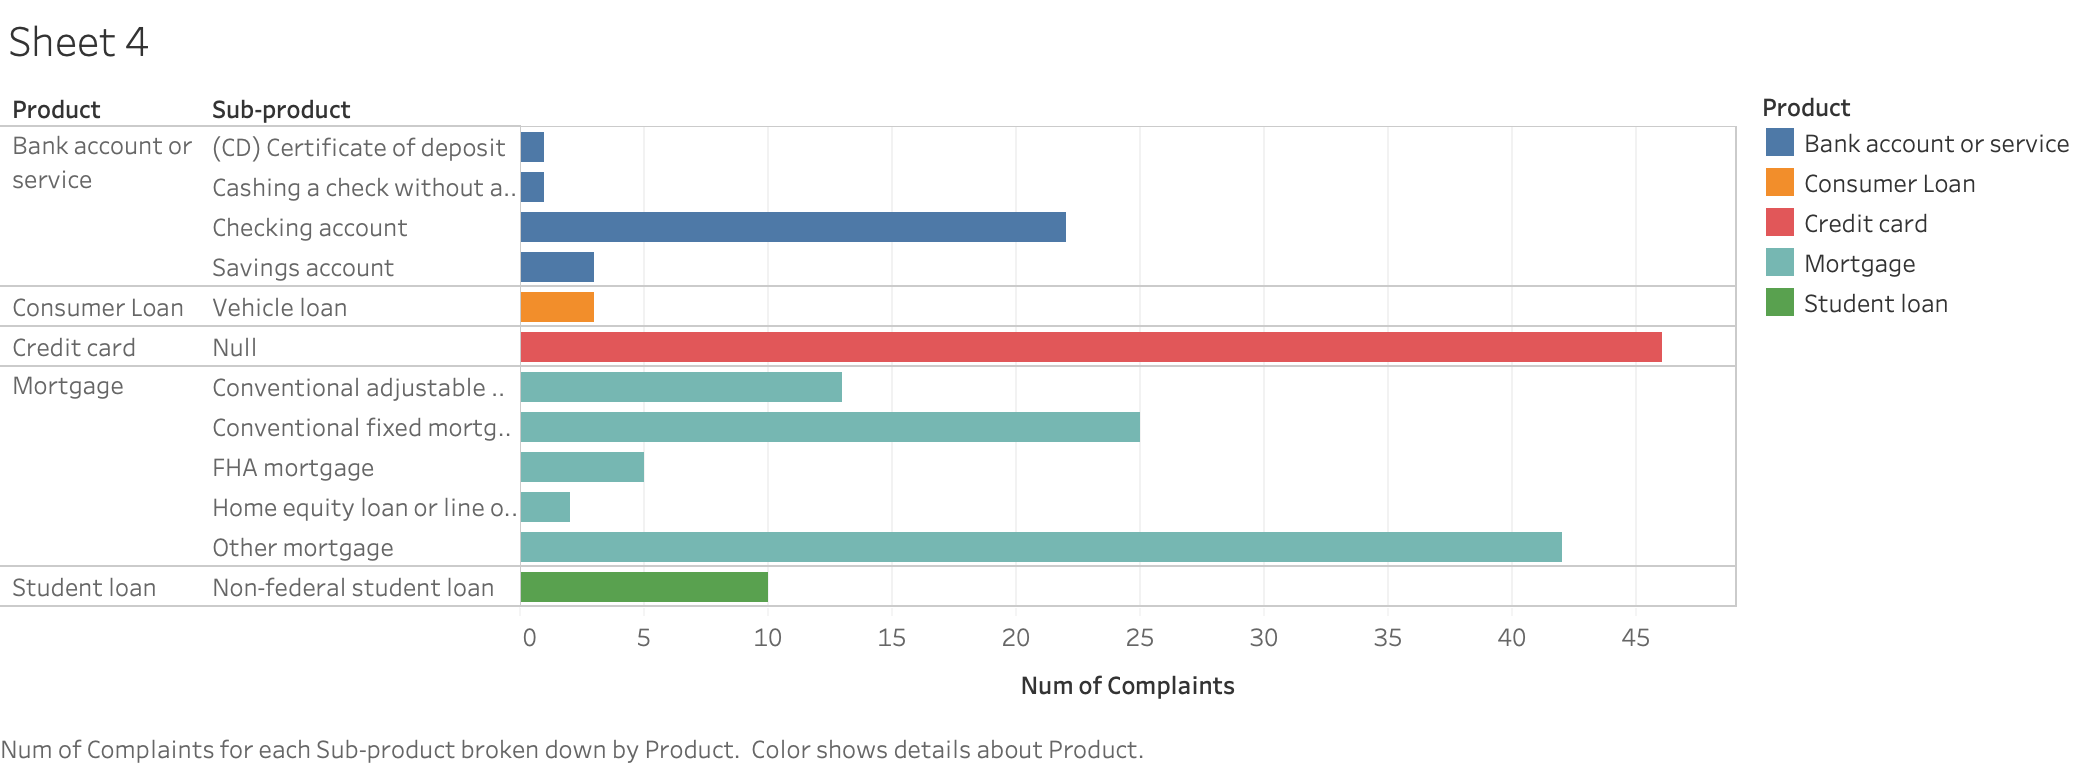 Sheet 4
Product Sub-product
Bank account or service
(CD) Certificate of deposit
Cashing a check without a..
Checking account
Savings account
Consumer Loan Vehicle loan
Credit card Null
Mortgage Conventional adjustable ..
Conventional fixed mortg..
FHA mortgage
Home equity loan or line o..
Other mortgage
Student loan Non-federal student loan
0 5 10 15 20 25 30 35 40 45
Num of Complaints
Product
Bank account or service
Consumer Loan
Credit card
Mortgage
Student loan
Num of Complaints for each Sub-product broken down by Product.  Color shows details about Product.